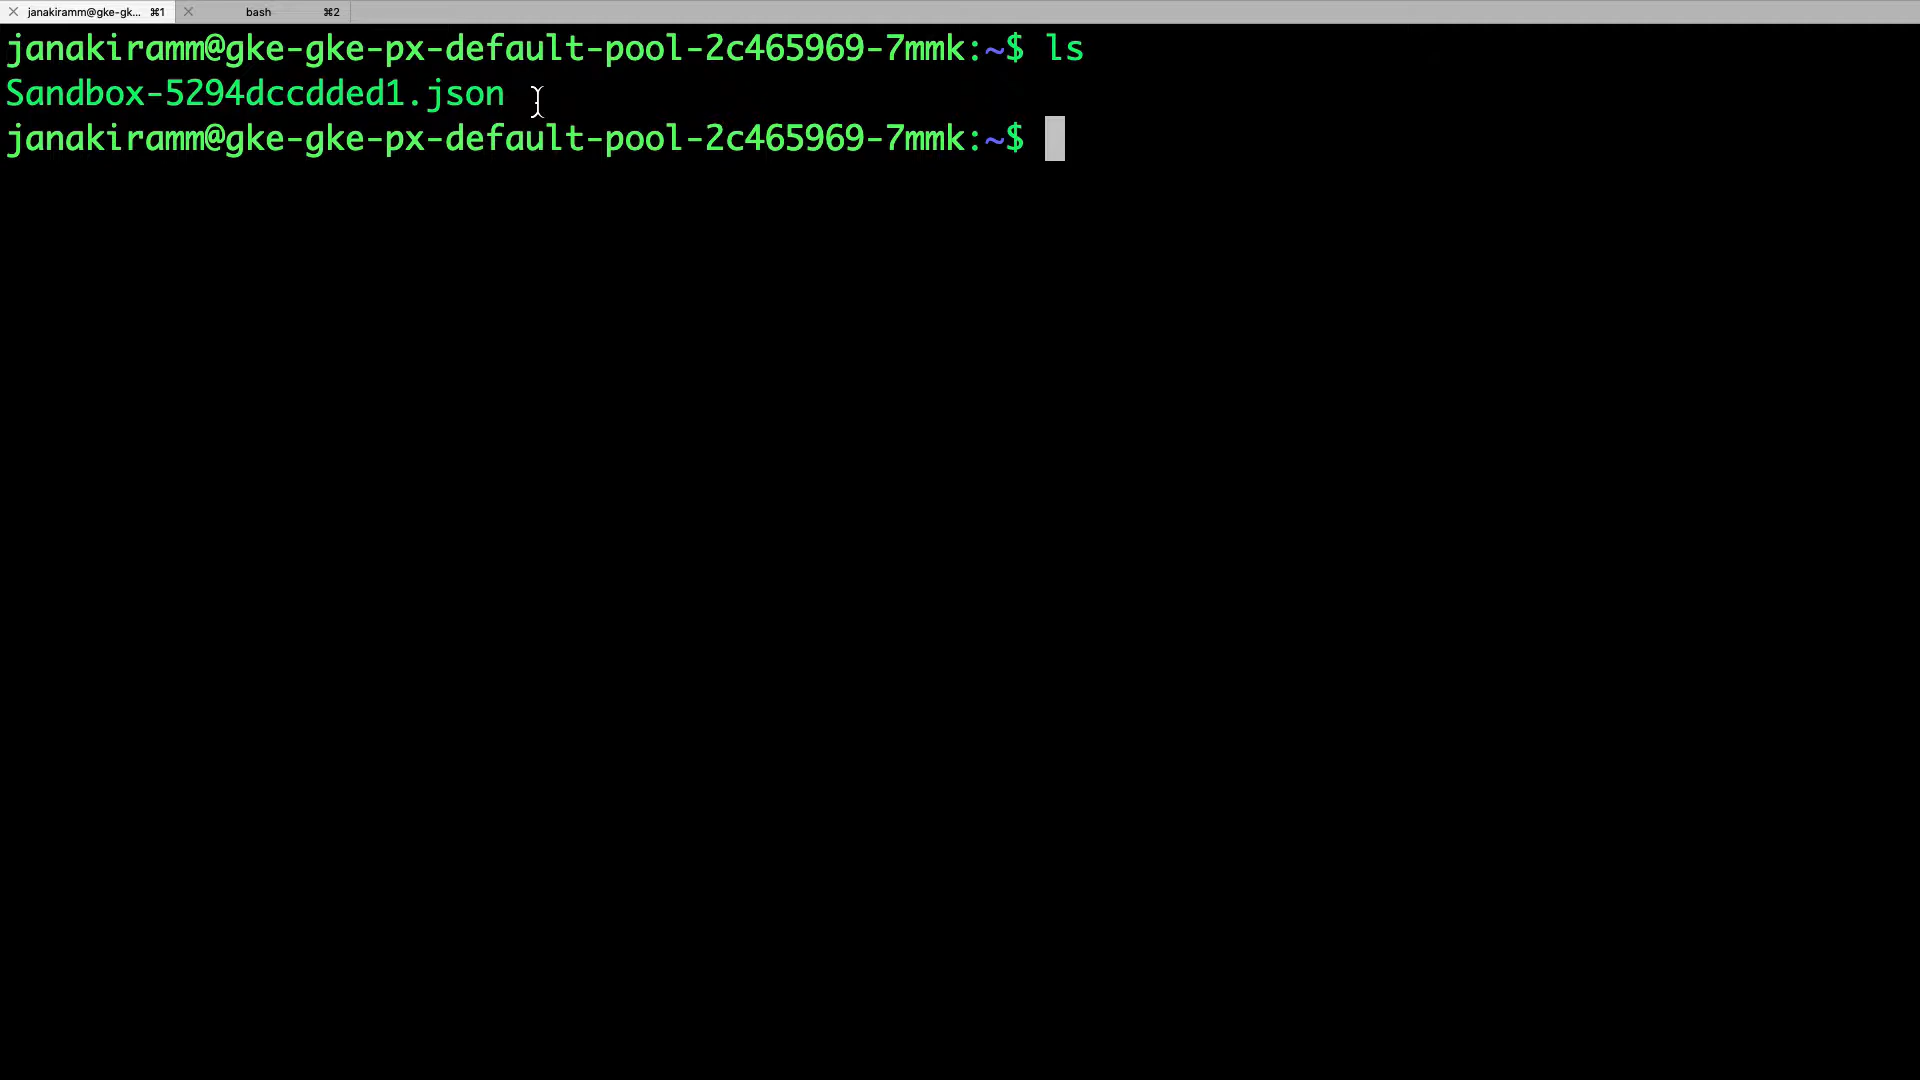 janakiramm@gke-gk... ⌘1 bash ⌘2
janakiramm@gke-gke-px-default-pool-2c465969-7mmk:~$ ls
Sandbox-5294dccdded1.json
janakiramm@gke-gke-px-default-pool-2c465969-7mmk:~$